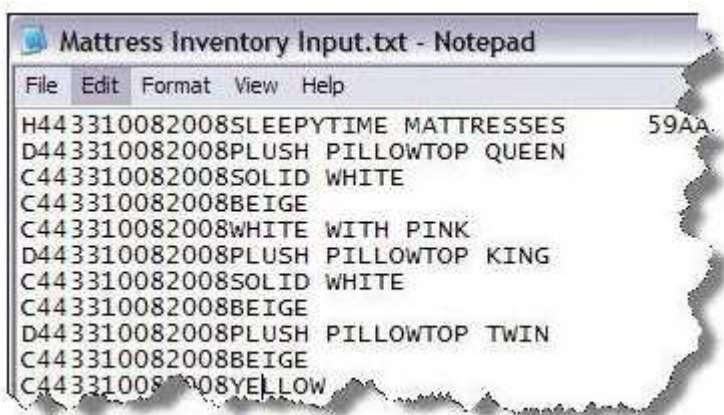 Mattress Inventory Input.txt - Notepad
File Edit Format View Help
H443310082008SLEEPYTIME MATTRESSES 59AA
D443310082008PLUSH PILLOWTOP QUEEN
C443310082008SOLID WHITE
C443310082008BEIGE
C443310082008WHITE WITH PINK
D443310082008PLUSH PILLOWTOP KING
C443310082008SOLID WHITE
C443310082008BEIGE
D443310082008PLUSH PILLOWTOP TWIN
C443310082008BEIGE
C443310082008YELLOW